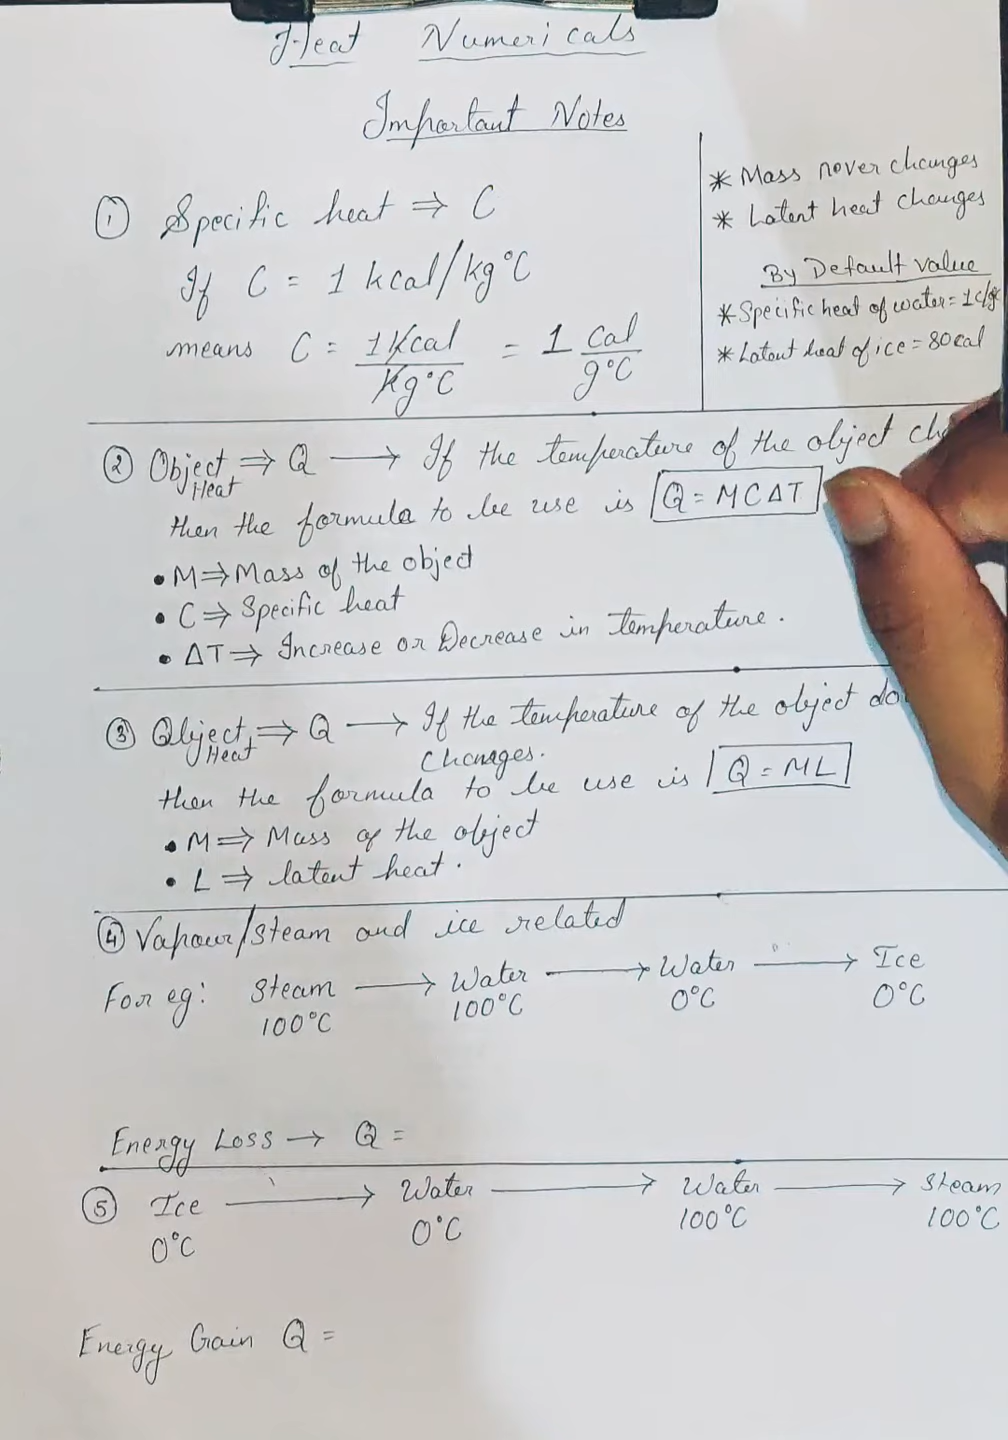 Heat Numericals
Important Notes
① Specific heat ⇒ C
If C = 1 kcal/kg°C
means C = 1 Kcal / Kg°C = 1 Cal / g°C
* Mass never changes
* Latent heat changes
By Default value
* Specific heat of water = 1c/g
* Latent heat of ice = 80cal
② Object Heat ⇒ Q → If the temperature of the object
then the formula to be use is Q = MCΔT
• M ⇒ Mass of the object
• C ⇒ Specific heat
• ΔT ⇒ Increase or Decrease in temperature.
③ Object Heat ⇒ Q → If the temperature of the object
changes.
then the formula to be use is Q = ML
• M ⇒ Mass of the object
• L ⇒ latent heat.
④ Vapour/Steam and ice related
For eg: Steam → Water → Water → Ice
100°C 100°C 0°C 0°C
Energy Loss → Q =
⑤ Ice → Water → Water → Steam
0°C 0°C 100°C 100°C
Energy Gain Q =